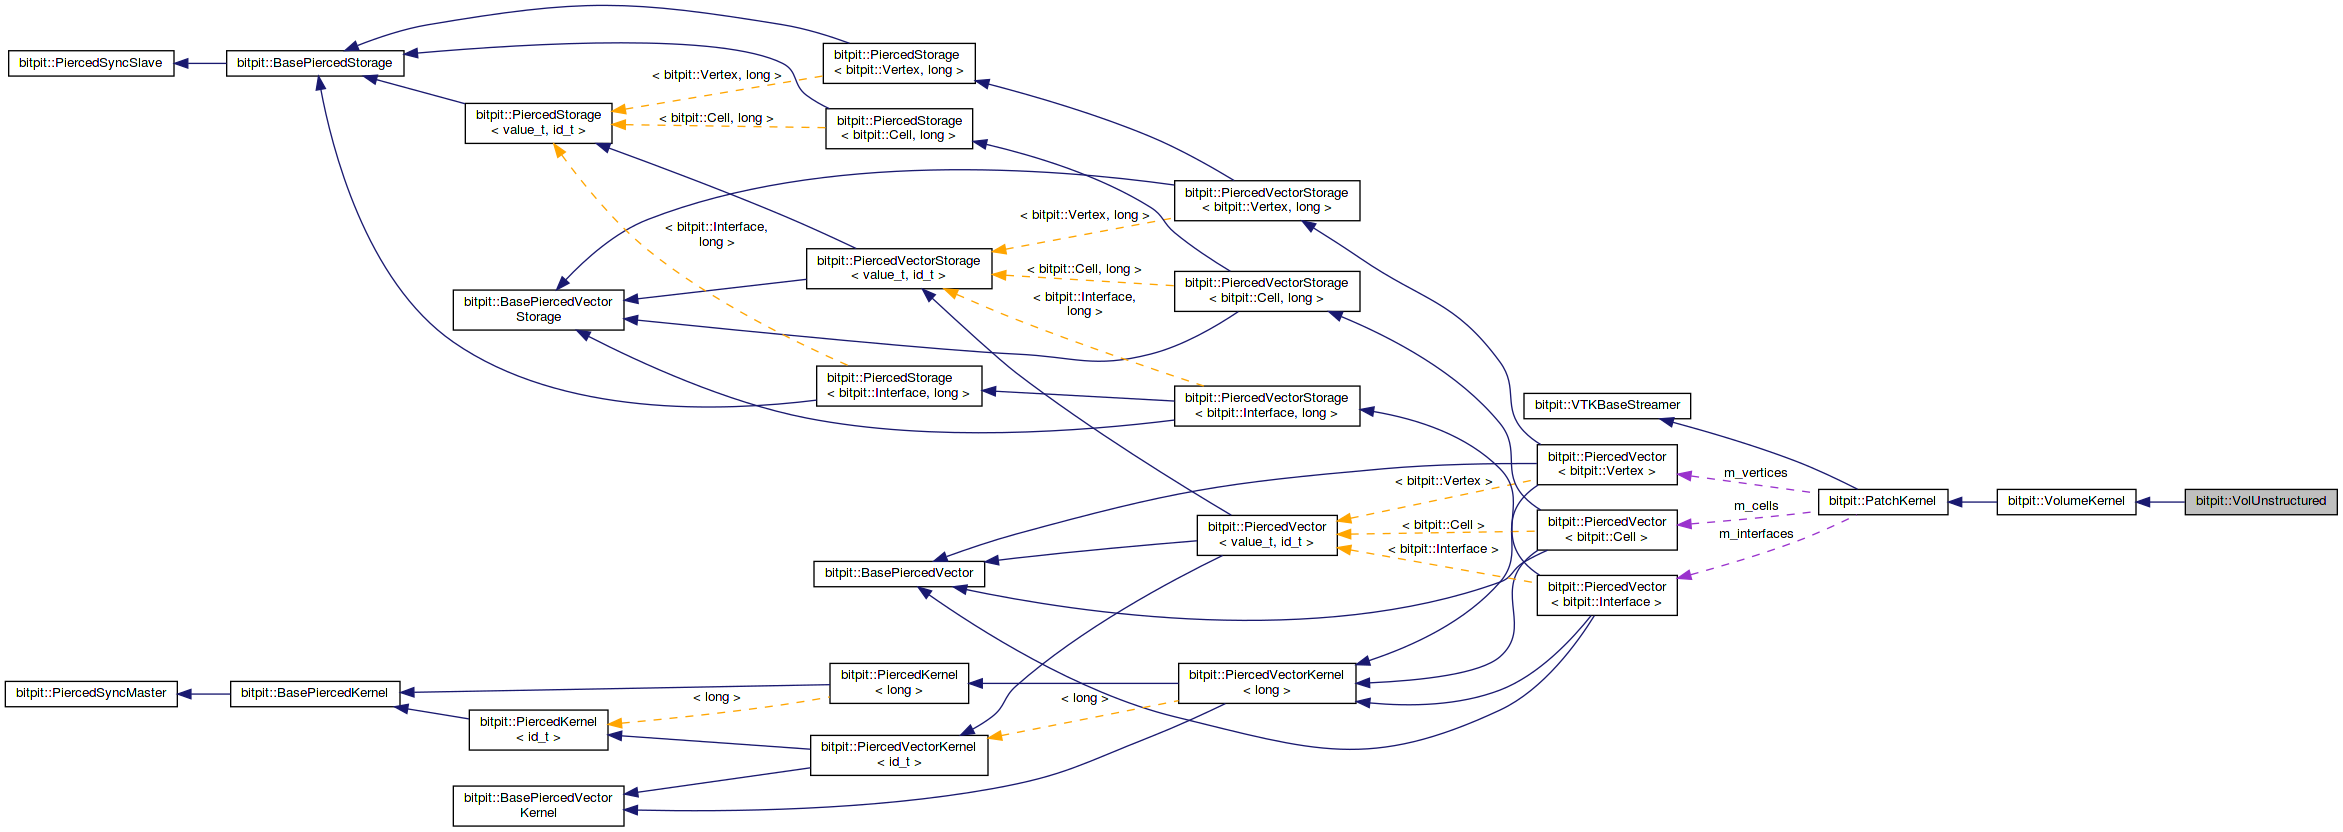 bitpit::PiercedSyncSlave
bitpit::BasePiercedStorage
bitpit::PiercedStorage
< bitpit::Vertex, long >
< bitpit::Vertex, long >
bitpit::PiercedStorage
< value_t, id_t >
< bitpit::Cell, long >
bitpit::PiercedStorage
< bitpit::Cell, long >
bitpit::PiercedVectorStorage
< bitpit::Vertex, long >
< bitpit::Vertex, long >
< bitpit::Interface,
long >
bitpit::PiercedVectorStorage
< value_t, id_t >
< bitpit::Cell, long >
bitpit::PiercedVectorStorage
< bitpit::Cell, long >
< bitpit::Interface,
long >
bitpit::BasePiercedVector
Storage
bitpit::PiercedStorage
< bitpit::Interface, long >
bitpit::PiercedVectorStorage
< bitpit::Interface, long >
bitpit::VTKBaseStreamer
bitpit::PiercedVector
< bitpit::Vertex >
m_vertices
< bitpit::Vertex >
bitpit::PatchKernel
bitpit::VolumeKernel
bitpit::VolUnstructured
m_cells
bitpit::PiercedVector
< bitpit::Cell >
bitpit::PiercedVector
< value_t, id_t >
< bitpit::Cell >
m_interfaces
< bitpit::Interface >
bitpit::BasePiercedVector
bitpit::PiercedVector
< bitpit::Interface >
bitpit::PiercedSyncMaster
bitpit::BasePiercedKernel
bitpit::PiercedKernel
< long >
bitpit::PiercedVectorKernel
< long >
< long >
< long >
bitpit::PiercedKernel
< id_t >
bitpit::PiercedVectorKernel
< id_t >
bitpit::BasePiercedVector
Kernel